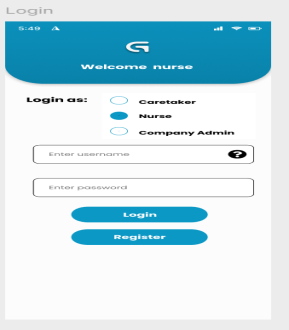 Login
5:49
Welcome nurse
Login as:
Caretaker
Nurse
Company Admin
Enter username
?
Enter password
Login
Register